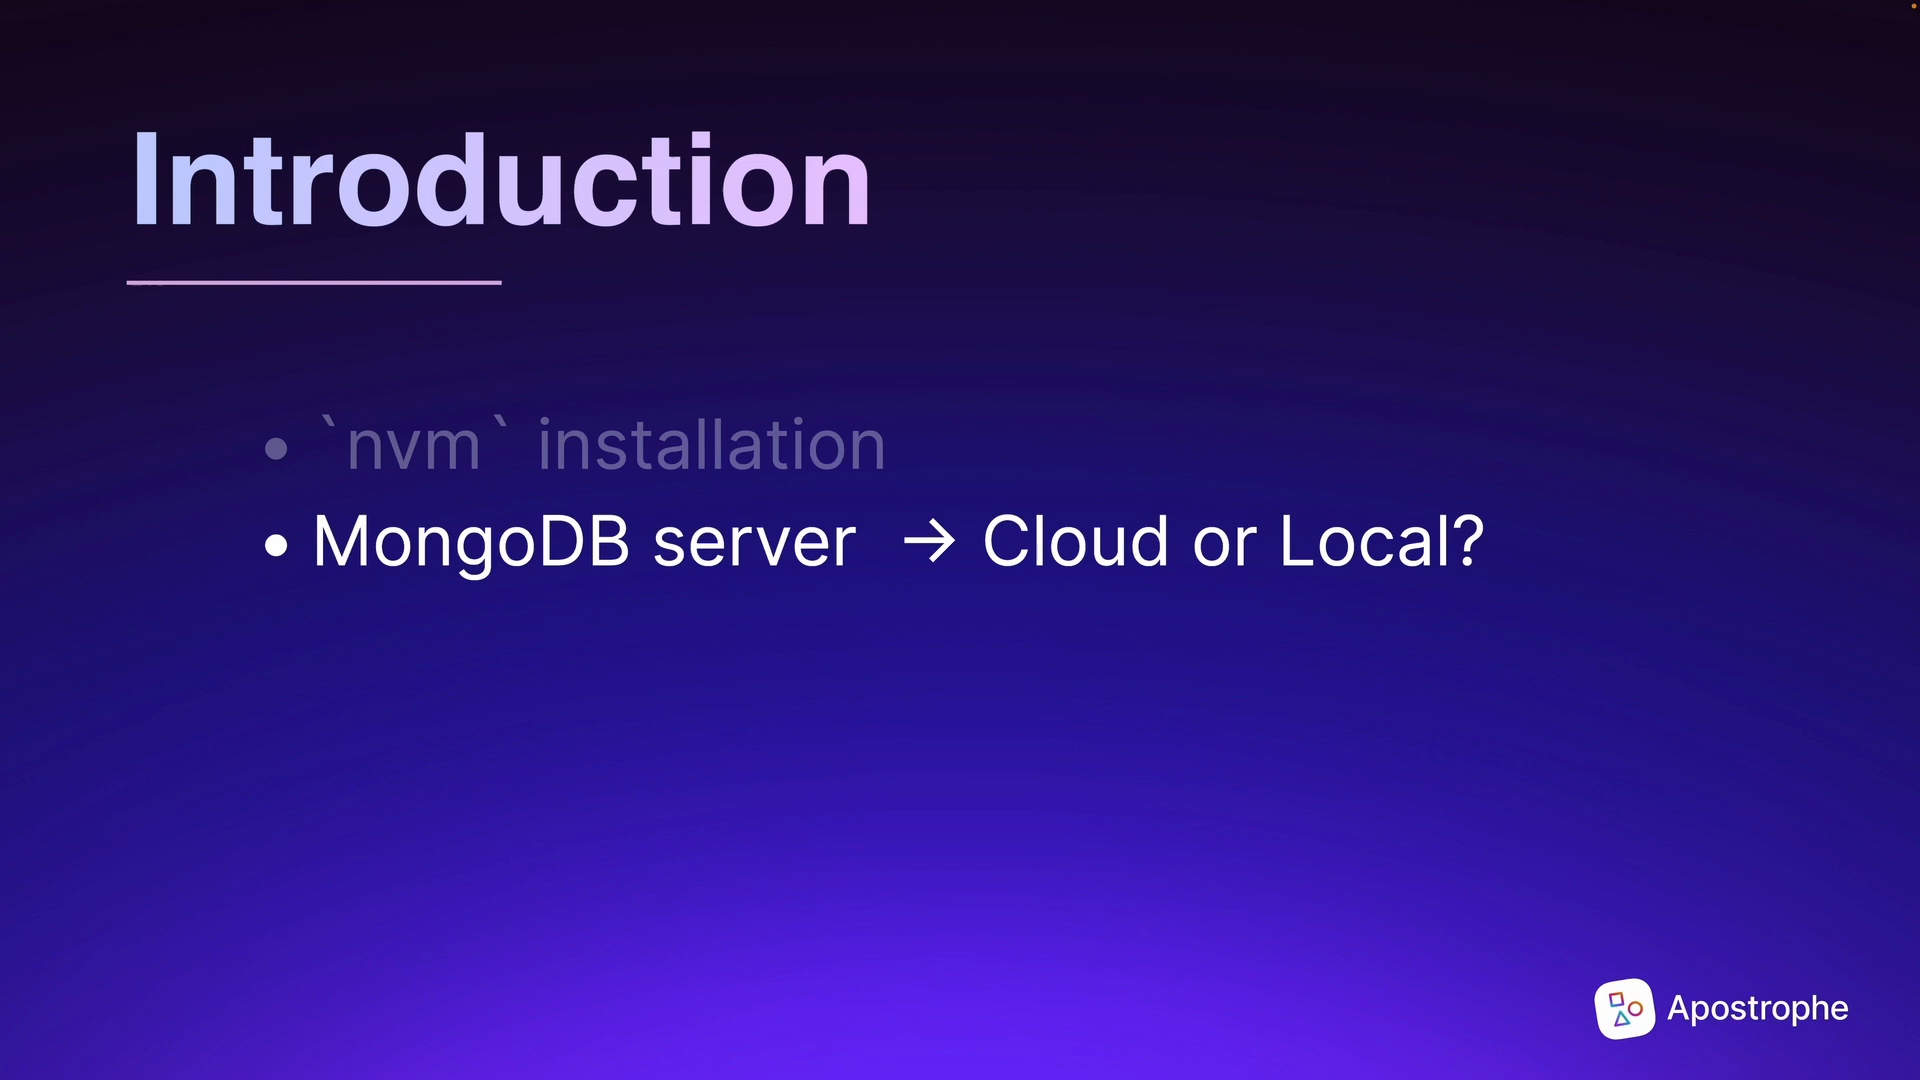 Introduction
• `nvm` installation
• MongoDB server → Cloud or Local?
Apostrophe